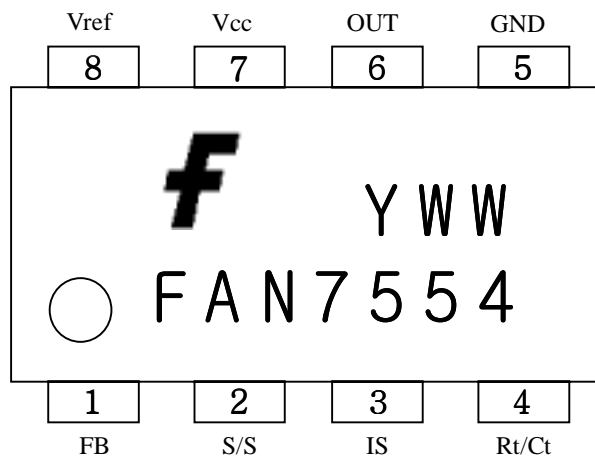 Vref Vcc OUT GND
8 7 6 5
f
YWW
FAN7554
1 2 3 4
FB S/S IS Rt/Ct